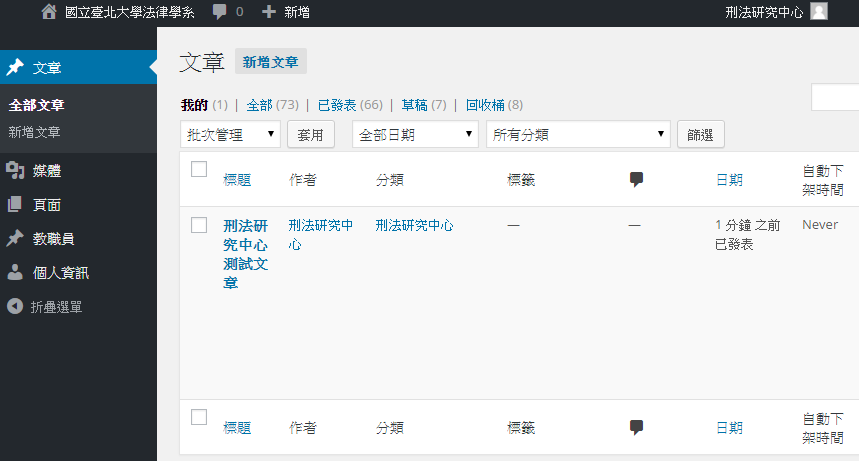 國立臺北大學法律學系 0 新增 刑法研究中心
文章
全部文章
新增文章
媒體
頁面
教職員
個人資訊
折疊選單
文章 新增文章
我的 (1) | 全部 (73) | 已發表 (66) | 草稿 (7) | 回收桶 (8)
批次管理 套用 全部日期 所有分類 篩選
標題 作者 分類 標籤 日期 自動下
架時間
刑法研 刑法研究中 刑法研究中心 — — 1 分鐘 之前 Never
究中心 心 已發表
測試文
章
標題 作者 分類 標籤 日期 自動下
架時間